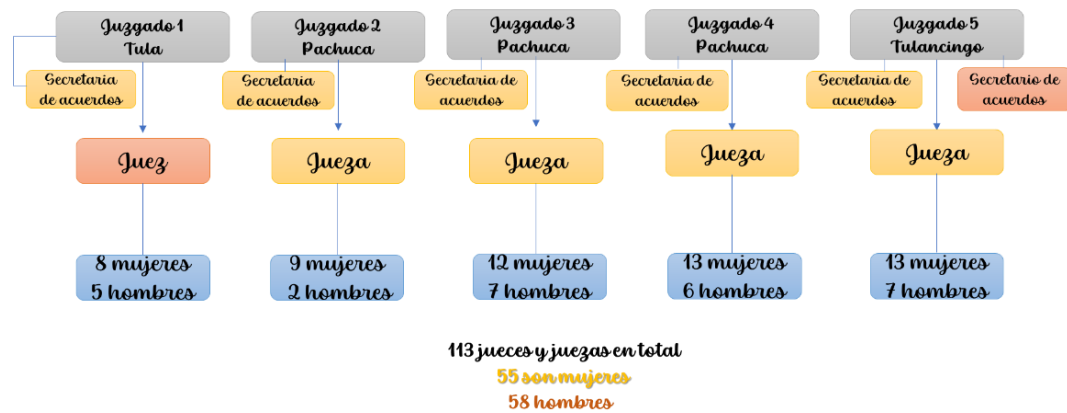 Juzgado 1
Tula
Juzgado 2
Pachuca
Juzgado 3
Pachuca
Juzgado 4
Pachuca
Juzgado 5
Tulancingo
Secretaria
de acuerdos
Secretaria
de acuerdos
Secretaria de
acuerdos
Secretaria de
acuerdos
Secretaria de
acuerdos
Secretario de
acuerdos
Juez
Jueza
Jueza
Jueza
Jueza
8 mujeres
5 hombres
9 mujeres
2 hombres
12 mujeres
7 hombres
13 mujeres
6 hombres
13 mujeres
7 hombres
113 jueces y juezas en total
55 son mujeres
58 hombres